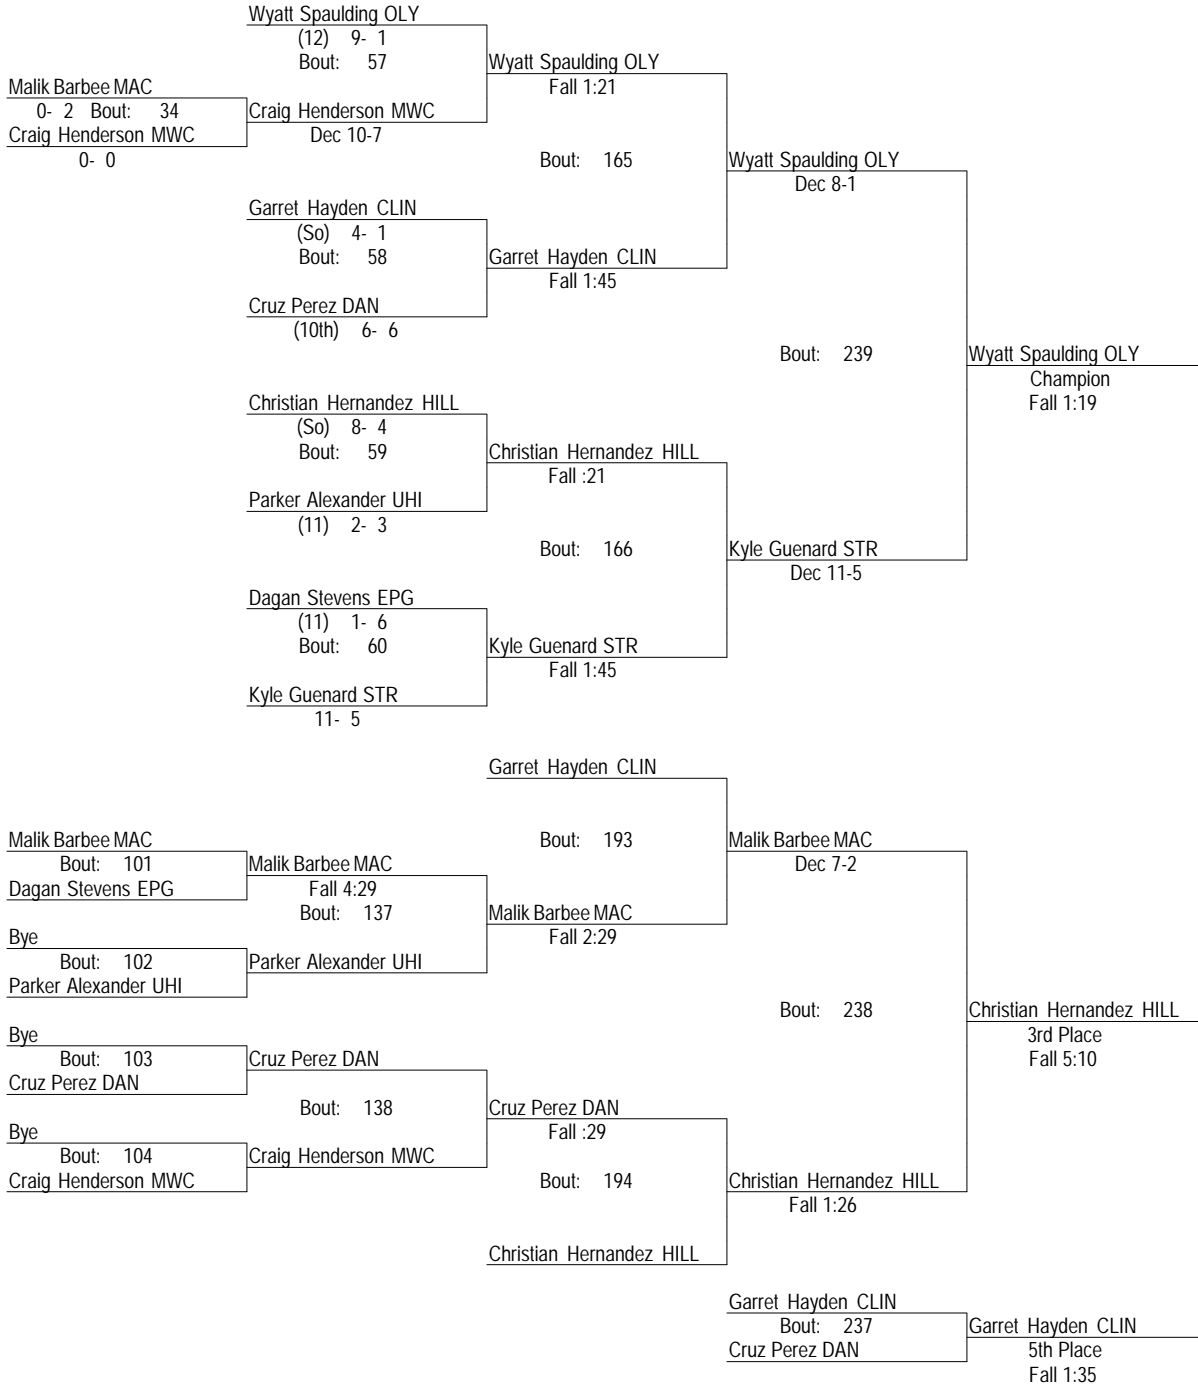 Wyatt Spaulding OLY
(12) 9- 1
Bout: 57
Wyatt Spaulding OLY
Fall 1:21
Malik Barbee MAC
0- 2 Bout: 34
Craig Henderson MWC
0- 0
Craig Henderson MWC
Dec 10-7
Bout: 165
Wyatt Spaulding OLY
Dec 8-1
Garret Hayden CLIN
(So) 4- 1
Bout: 58
Garret Hayden CLIN
Fall 1:45
Cruz Perez DAN
(10th) 6- 6
Bout: 239
Wyatt Spaulding OLY
Champion
Fall 1:19
Christian Hernandez HILL
(So) 8- 4
Bout: 59
Christian Hernandez HILL
Fall :21
Parker Alexander UHI
(11) 2- 3
Bout: 166
Kyle Guenard STR
Dec 11-5
Dagan Stevens EPG
(11) 1- 6
Bout: 60
Kyle Guenard STR
Fall 1:45
Kyle Guenard STR
11- 5
Garret Hayden CLIN
Bout: 193
Malik Barbee MAC
Dec 7-2
Malik Barbee MAC
Bout: 101
Dagan Stevens EPG
Malik Barbee MAC
Fall 4:29
Bout: 137
Malik Barbee MAC
Fall 2:29
Bye
Bout: 102
Parker Alexander UHI
Parker Alexander UHI
Bout: 238
Christian Hernandez HILL
3rd Place
Fall 5:10
Bye
Bout: 103
Cruz Perez DAN
Cruz Perez DAN
Bout: 138
Cruz Perez DAN
Fall :29
Bye
Bout: 104
Craig Henderson MWC
Craig Henderson MWC
Bout: 194
Christian Hernandez HILL
Fall 1:26
Christian Hernandez HILL
Garret Hayden CLIN
Bout: 237
Cruz Perez DAN
Garret Hayden CLIN
5th Place
Fall 1:35